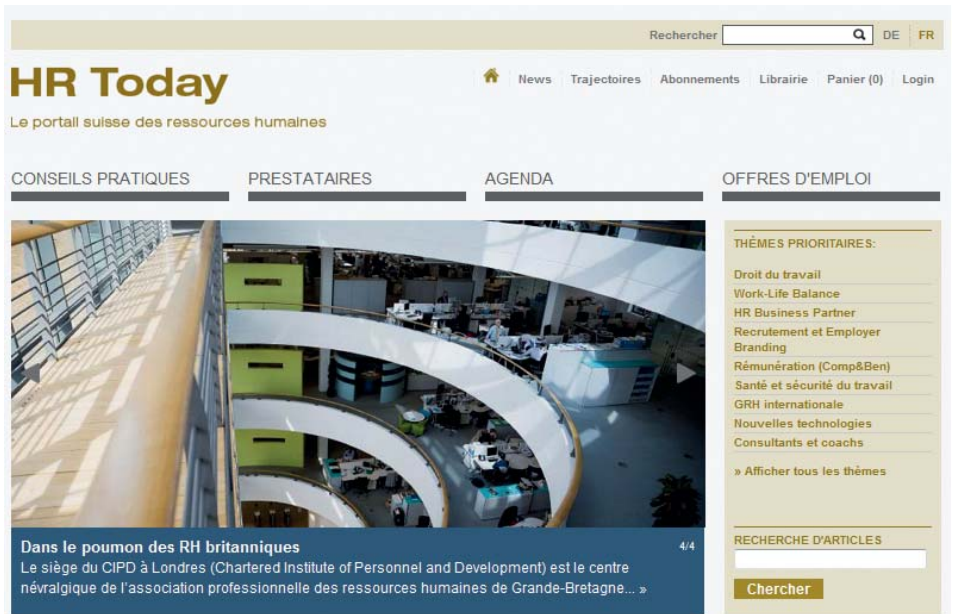 Rechercher DE FR
HR Today
News Trajectoires Abonnements Librairie Panier (0) Login
Le portail suisse des ressources humaines
CONSEILS PRATIQUES PRESTATAIRES AGENDA OFFRES D'EMPLOI
THÈMES PRIORITAIRES:
Droit du travail
Work-Life Balance
HR Business Partner
Recrutement et Employer
Branding
Rémunération (Comp&Ben)
Santé et sécurité du travail
GRH internationale
Nouvelles technologies
Consultants et coachs
» Afficher tous les thèmes
RECHERCHE D'ARTICLES
Chercher
Dans le poumon des RH britanniques 4/4
Le siège du CIPD à Londres (Chartered Institute of Personnel and Development) est le centre
névralgique de l'association professionnelle des ressources humaines de Grande-Bretagne... »